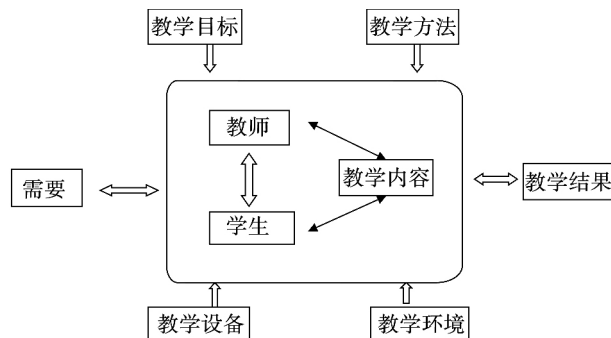 教学目标
教学方法
教师
需要
教学内容
教学结果
学生
教学设备
教学环境